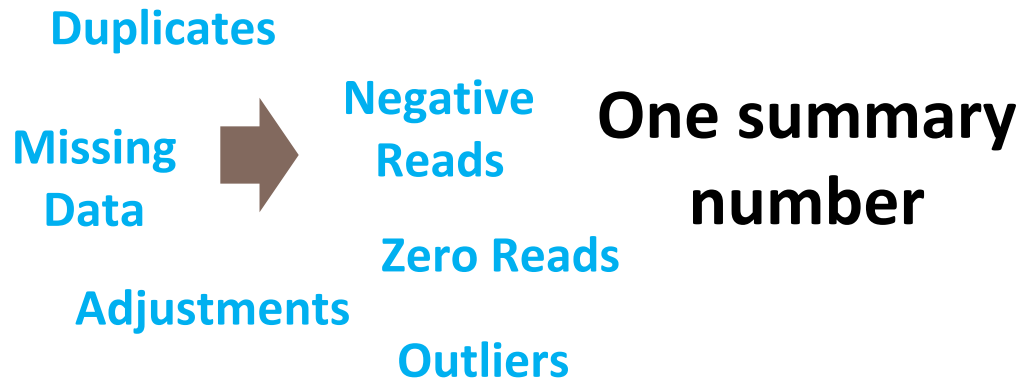 Duplicates
Missing
Data
Negative
Reads
One summary
number
Zero Reads
Adjustments
Outliers